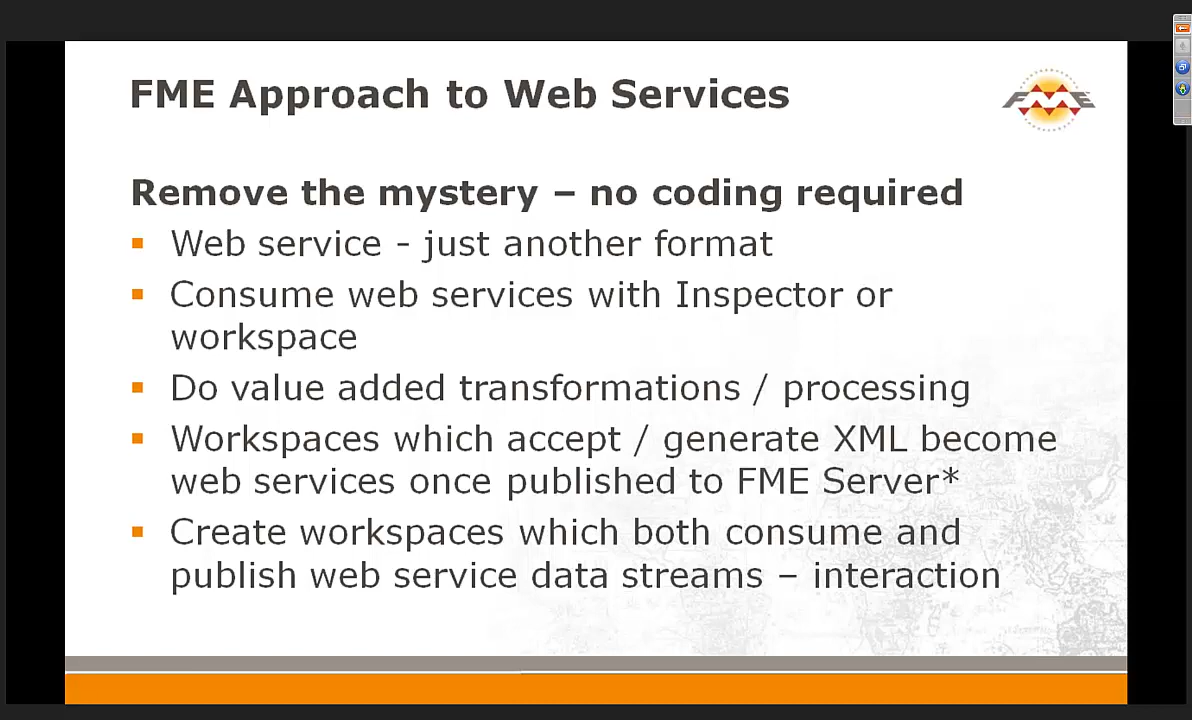 FME Approach to Web Services
FME
Remove the mystery – no coding required
Web service - just another format
Consume web services with Inspector or
workspace
Do value added transformations / processing
Workspaces which accept / generate XML become
web services once published to FME Server*
Create workspaces which both consume and
publish web service data streams – interaction